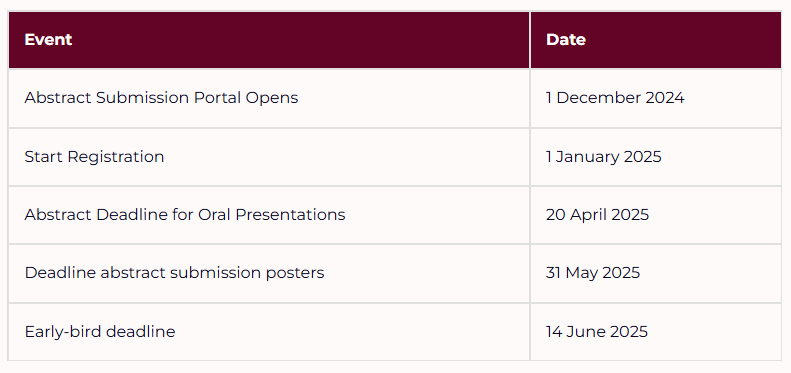 Event Date
Abstract Submission Portal Opens 1 December 2024
Start Registration 1 January 2025
Abstract Deadline for Oral Presentations 20 April 2025
Deadline abstract submission posters 31 May 2025
Early-bird deadline 14 June 2025